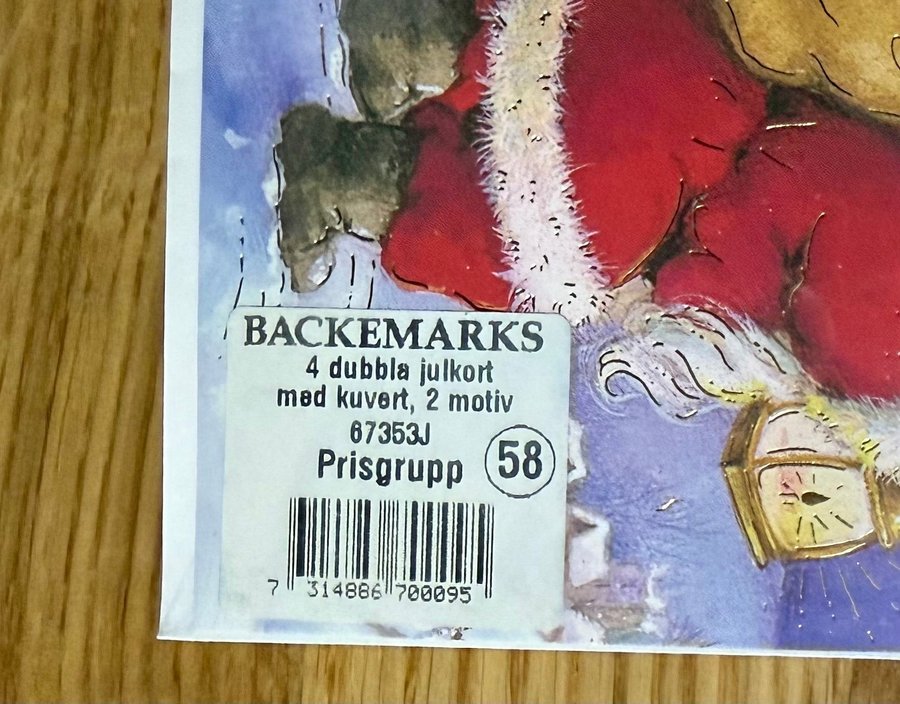 BACKEMARKS
4 dubbla julkort
med kuvert, 2 motiv
67353J
Prisgrupp 58
7 314886 700095